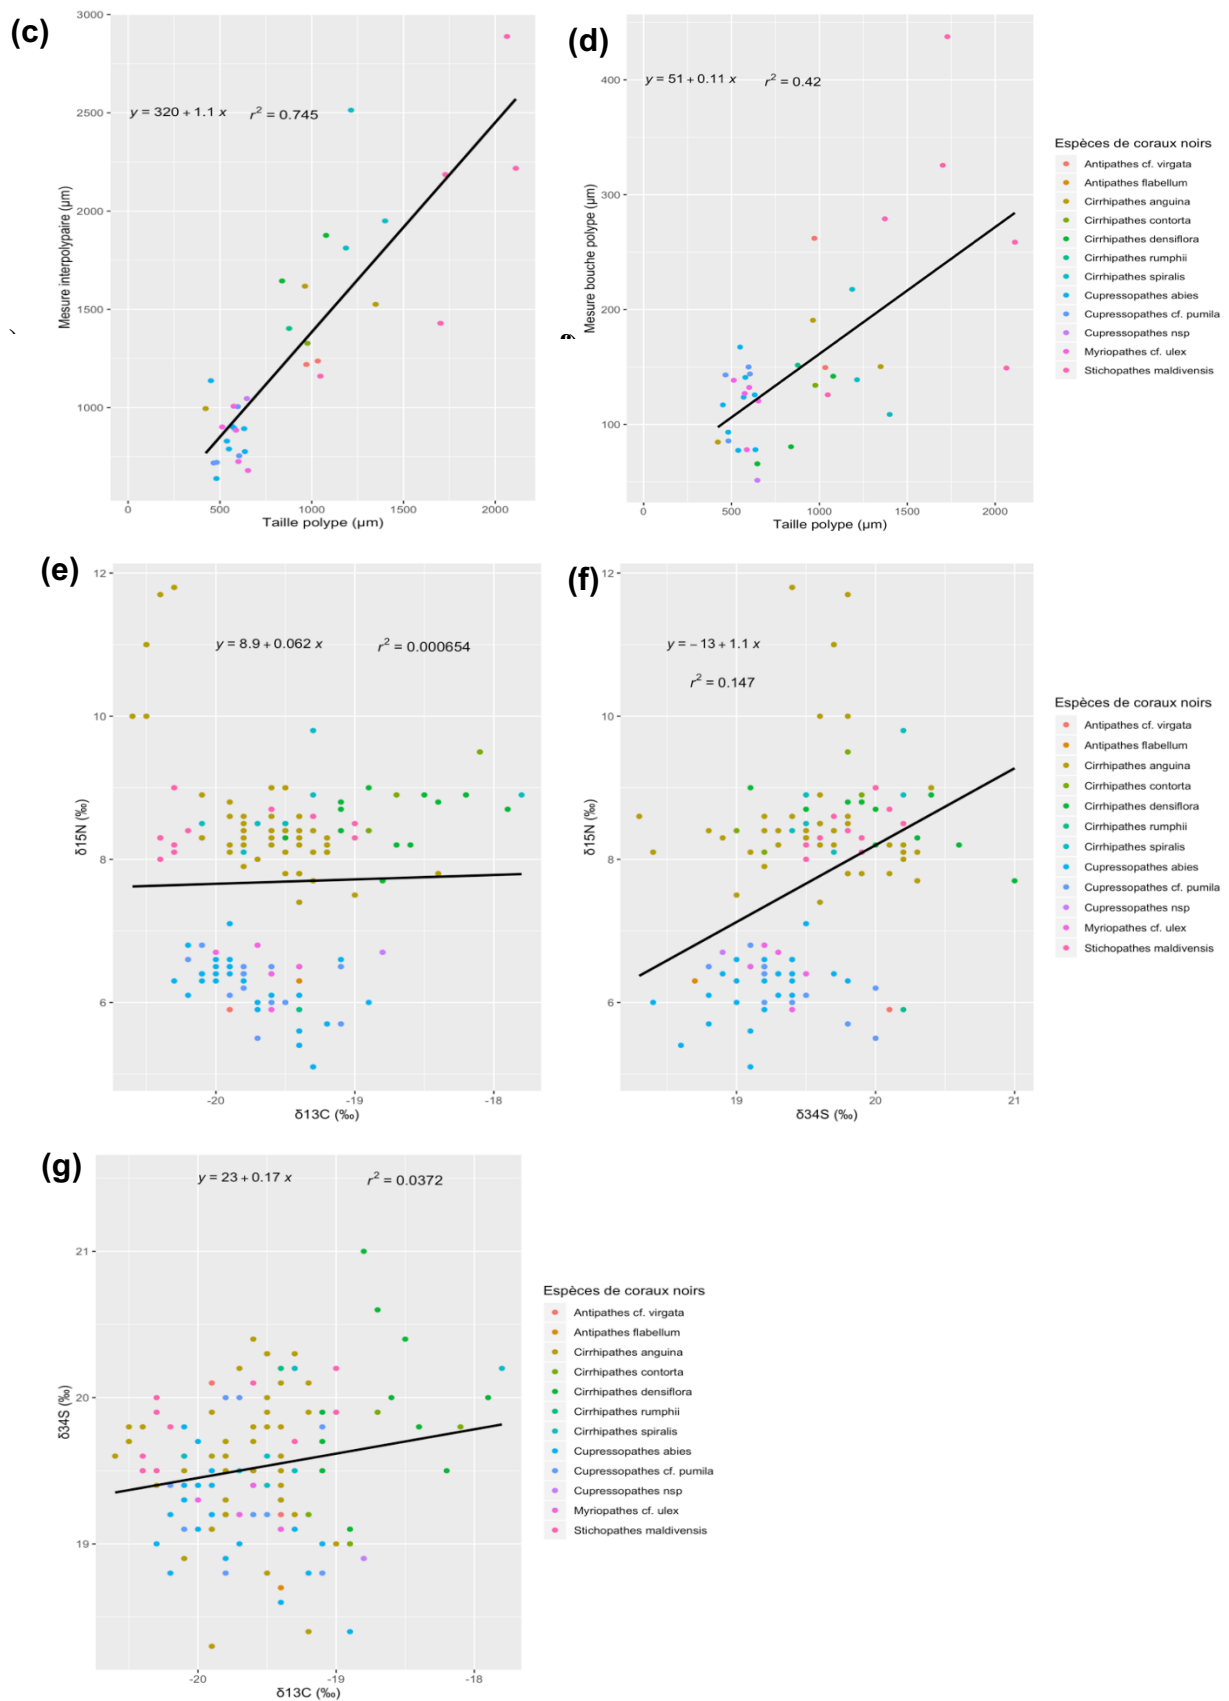 (c)
3000
2500
2000
1500
1000
y = 320 + 1.1 x r² = 0.745
Mesure interpolypaire (µm)
0 500 1000 1500 2000
Taille polype (µm)
(d)
400
300
200
100
y = 51 + 0.11 x r² = 0.42
Mesure bouche polype (µm)
0 500 1000 1500 2000
Taille polype (µm)
Espèces de coraux noirs
Antipathes cf. virgata
Antipathes flabellum
Cirrhipathes anguina
Cirrhipathes contorta
Cirrhipathes densiflora
Cirrhipathes rumphii
Cirrhipathes spiralis
Cupressopathes abies
Cupressopathes cf. pumila
Cupressopathes nsp
Myriopathes cf. ulex
Stichopathes maldivensis
(e)
12
10
8
6
y = 8.9 + 0.062 x r² = 0.000654
δ15N (‰)
-20 -19 -18
δ13C (‰)
(f)
12
10
8
6
y = − 13 + 1.1 x
r² = 0.147
δ15N (‰)
19 20 21
δ34S (‰)
Espèces de coraux noirs
Antipathes cf. virgata
Antipathes flabellum
Cirrhipathes anguina
Cirrhipathes contorta
Cirrhipathes densiflora
Cirrhipathes rumphii
Cirrhipathes spiralis
Cupressopathes abies
Cupressopathes cf. pumila
Cupressopathes nsp
Myriopathes cf. ulex
Stichopathes maldivensis
(g)
y = 23 + 0.17 x r² = 0.0372
21
20
19
δ34S (‰)
-20 -19 -18
δ13C (‰)
Espèces de coraux noirs
Antipathes cf. virgata
Antipathes flabellum
Cirrhipathes anguina
Cirrhipathes contorta
Cirrhipathes densiflora
Cirrhipathes rumphii
Cirrhipathes spiralis
Cupressopathes abies
Cupressopathes cf. pumila
Cupressopathes nsp
Myriopathes cf. ulex
Stichopathes maldivensis